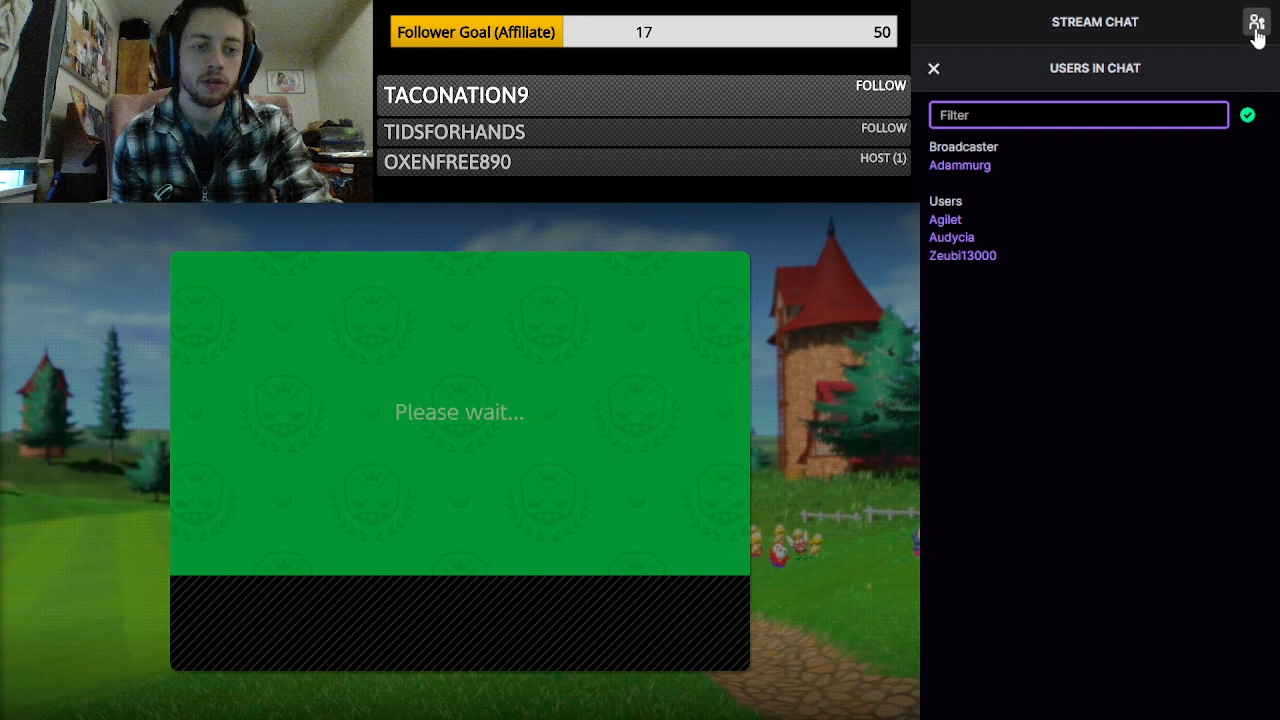 Follower Goal (Affiliate) 17 50
TACONATION9 FOLLOW
TIDSFORHANDS FOLLOW
OXENFREE890 HOST (1)
STREAM CHAT
USERS IN CHAT
Filter
Broadcaster
Adammurg
Users
Agilet
Audycia
Zeubi13000
Please wait...